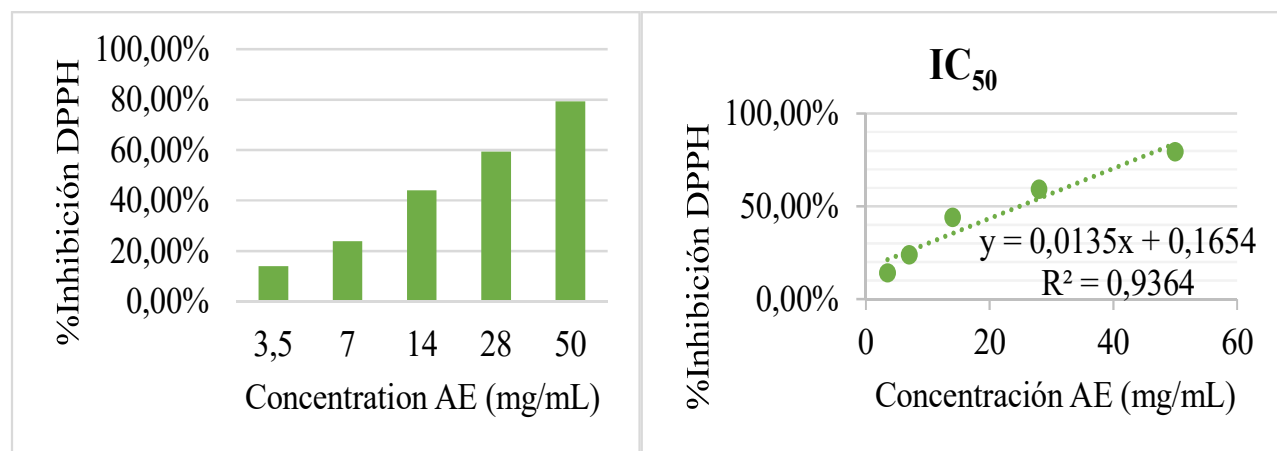 %Inhibición DPPH
100,00%
80,00%
60,00%
40,00%
20,00%
0,00%
3,5 7 14 28 50
Concentration AE (mg/mL)
IC50
%Inhibición DPPH
100,00%
50,00%
0,00%
y = 0,0135x + 0,1654
R² = 0,9364
0 20 40 60
Concentración AE (mg/mL)